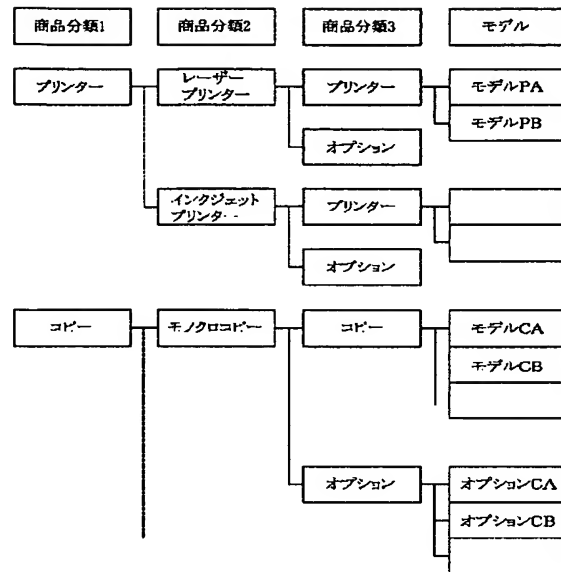 商品分類1 商品分類2 商品分類3 モデル
プリンター レーザー プリンター モデルPA
プリンター
モデルPB
オプション
インクジェット プリンター
プリンタ‥
オプション
コピー モノクロコピー コピー モデルCA
モデルCB
オプション オプションCA
オプションCB